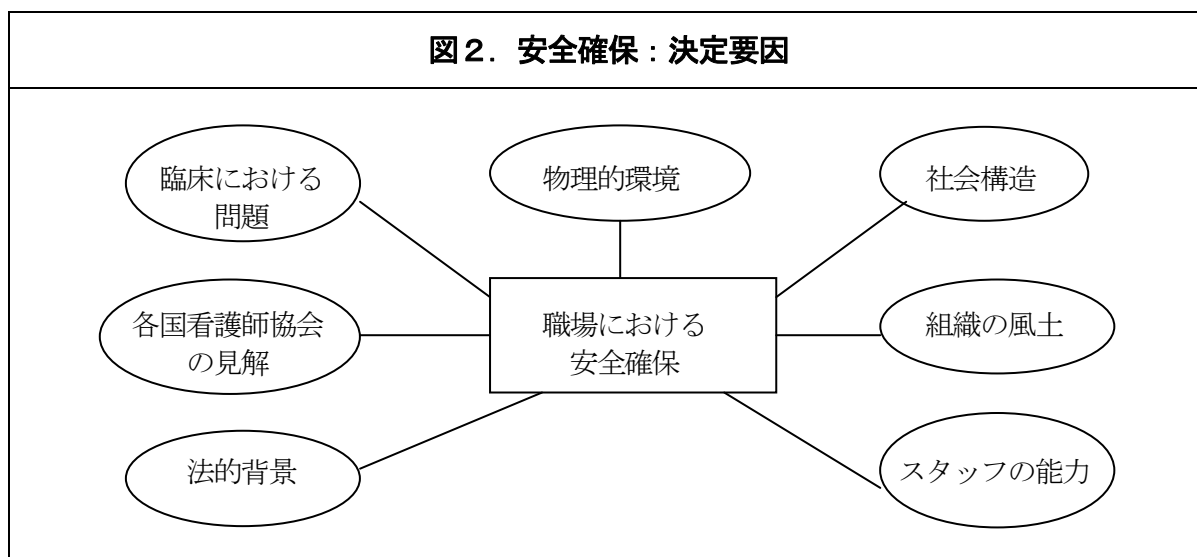 図２．安全確保：決定要因
臨床における
問題
物理的環境
社会構造
各国看護師協会
の見解
職場における
安全確保
組織の風土
法的背景
スタッフの能力